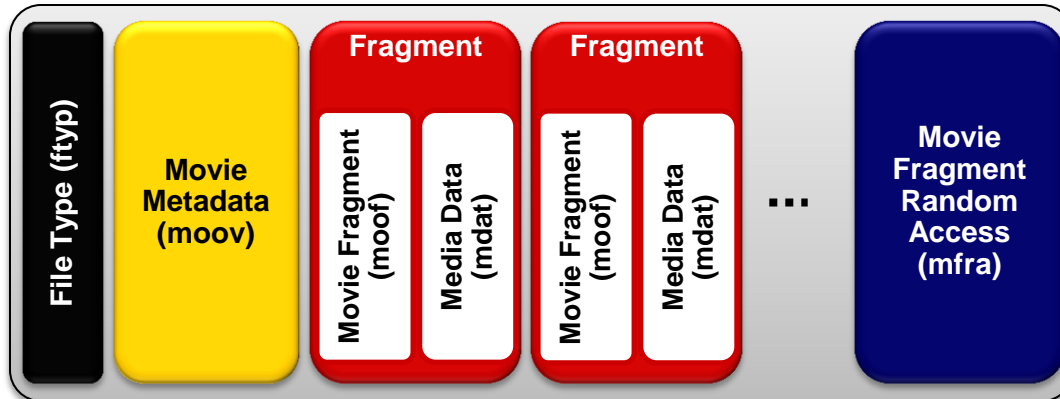 File Type (ftyp)
Movie
Metadata
(moov)
Fragment
Movie Fragment
(moof)
Media Data
(mdat)
Fragment
Movie Fragment
(moof)
Media Data
(mdat)
...
Movie
Fragment
Random
Access
(mfra)